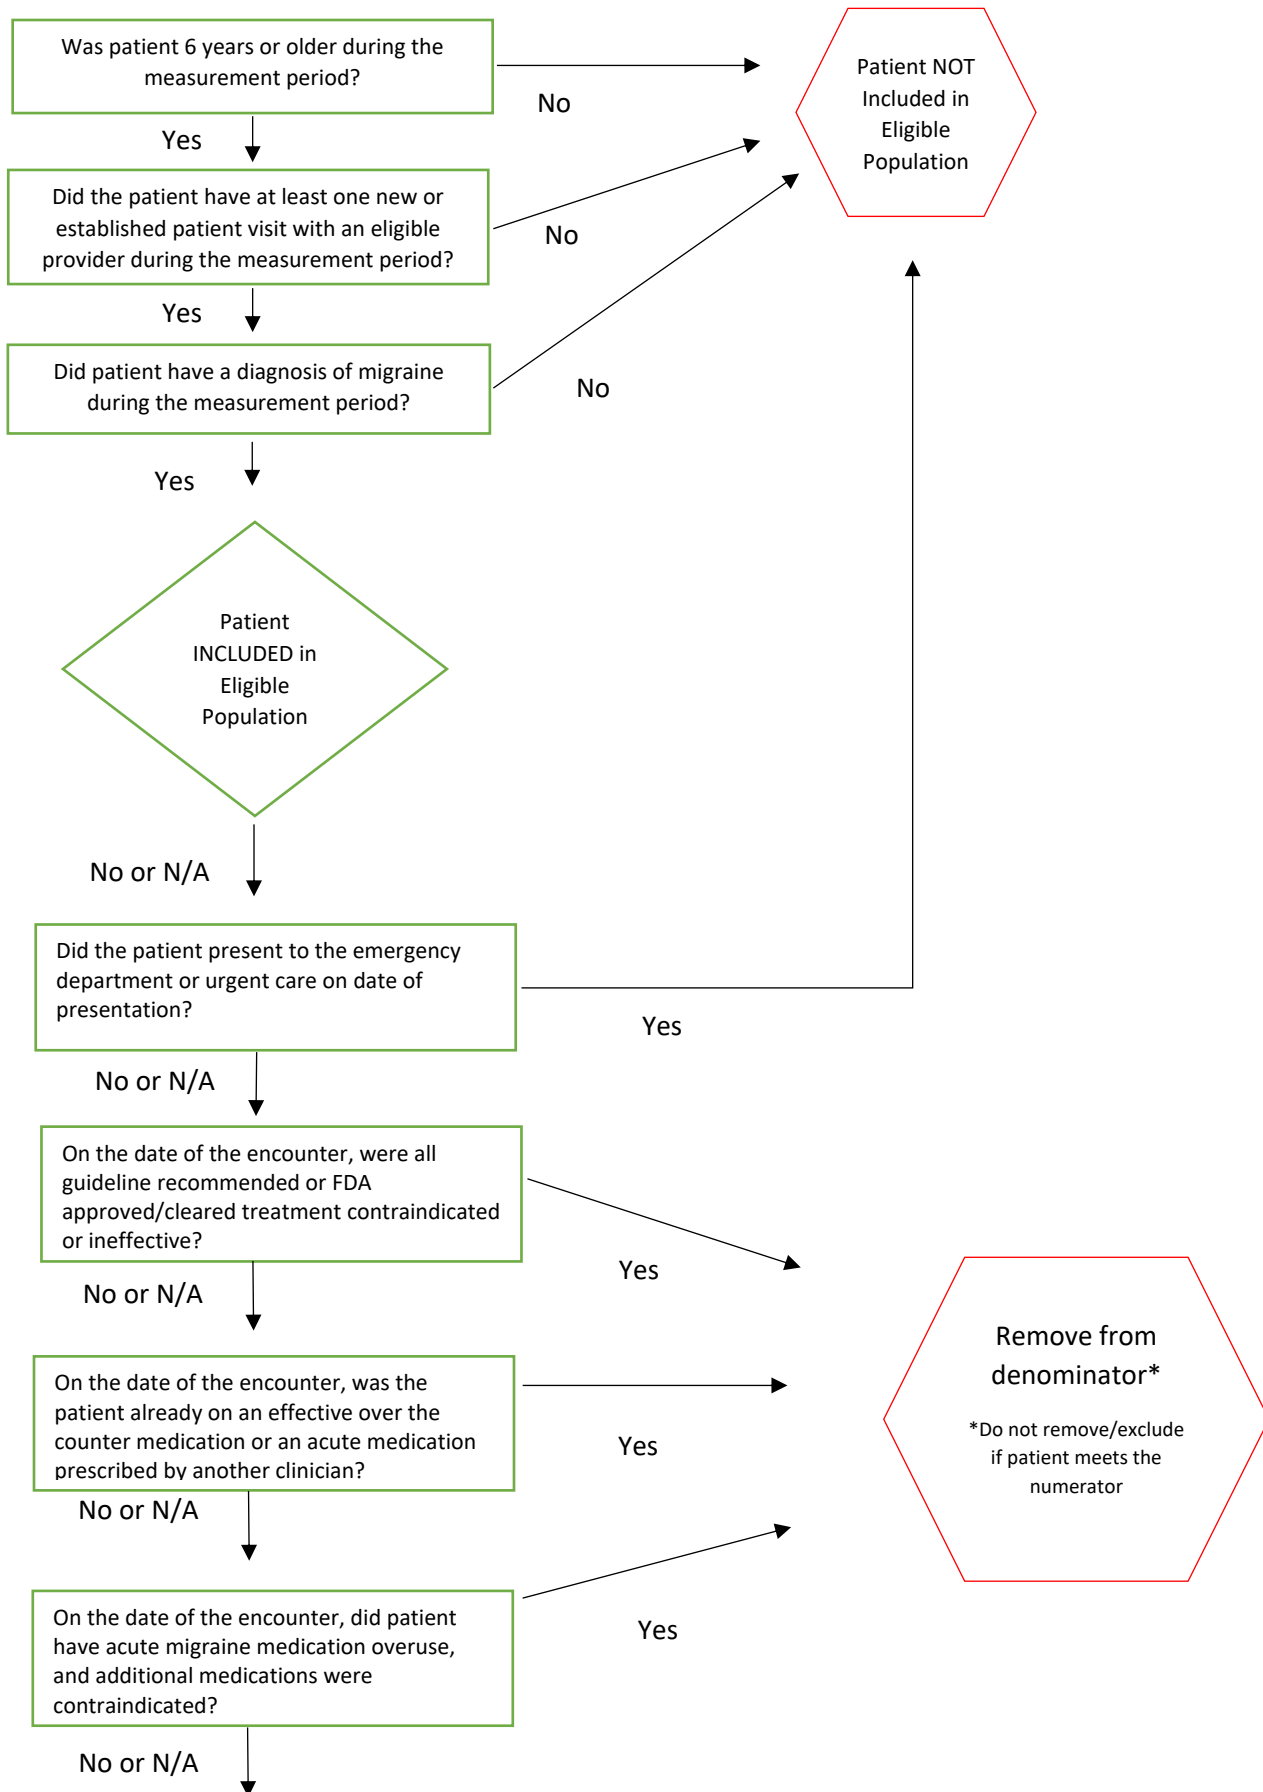 Was patient 6 years or older during the
measurement period?
No
Patient NOT
Included in
Eligible
Population
Yes
Did the patient have at least one new or
established patient visit with an eligible
provider during the measurement period?
No
Yes
Did patient have a diagnosis of migraine
during the measurement period?
No
Yes
Patient
INCLUDED in
Eligible
Population
No or N/A
Did the patient present to the emergency
department or urgent care on date of
presentation?
Yes
No or N/A
On the date of the encounter, were all
guideline recommended or FDA
approved/cleared treatment contraindicated
or ineffective?
Yes
No or N/A
On the date of the encounter, was the
patient already on an effective over the
counter medication or an acute medication
prescribed by another clinician?
Yes
Remove from
denominator*
*Do not remove/exclude
if patient meets the
numerator
No or N/A
On the date of the encounter, did patient
have acute migraine medication overuse,
and additional medications were
contraindicated?
Yes
No or N/A